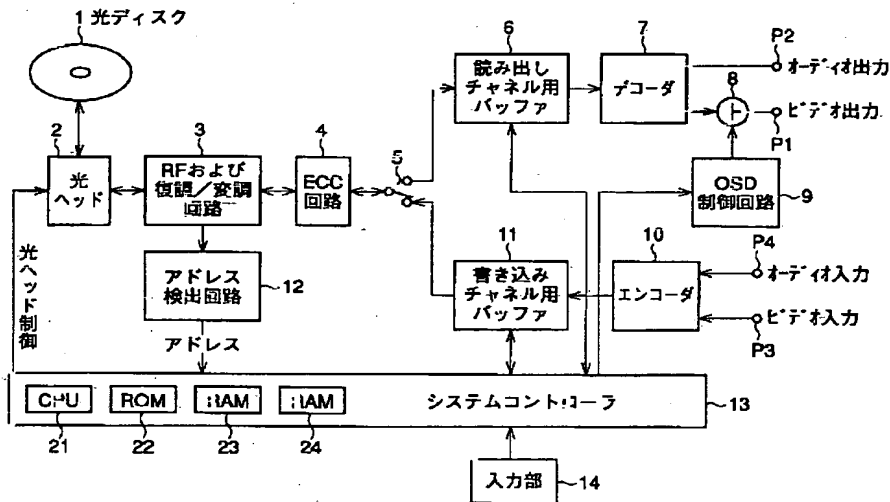 1 光ディスク
2
光
ヘッド
3
RFおよび
復調/変調
回路
4
ECC
回路
5
6
読み出し
チャネル用
バッファ
7
デコーダ
P2
オーディオ出力
8
ビデオ出力
P1
OSD
制御回路
9
10
エンコーダ
P4
オーディオ入力
ビデオ入力
P3
11
書き込み
チャネル用
バッファ
アドレス
検出回路
12
アドレス
光ヘッド制御
CPU
ROM
RAM
RAM
システムコントローラ
13
21
22
23
24
入力部
14